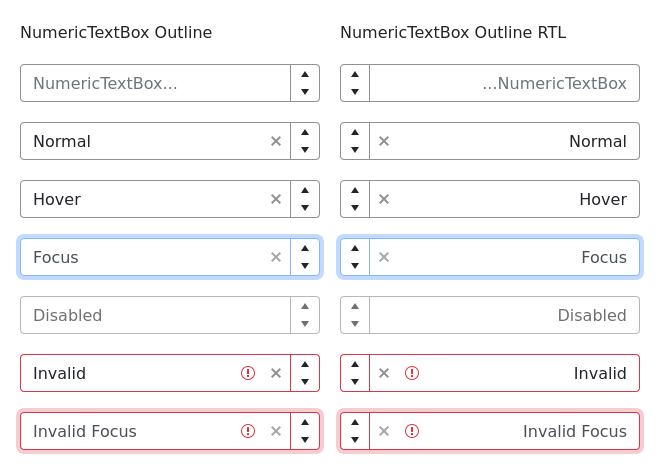 NumericTextBox Outline
NumericTextBox Outline RTL
NumericTextBox...
...NumericTextBox
Normal
Normal
Hover
Hover
Focus
Focus
Disabled
Disabled
Invalid
Invalid
Invalid Focus
Invalid Focus